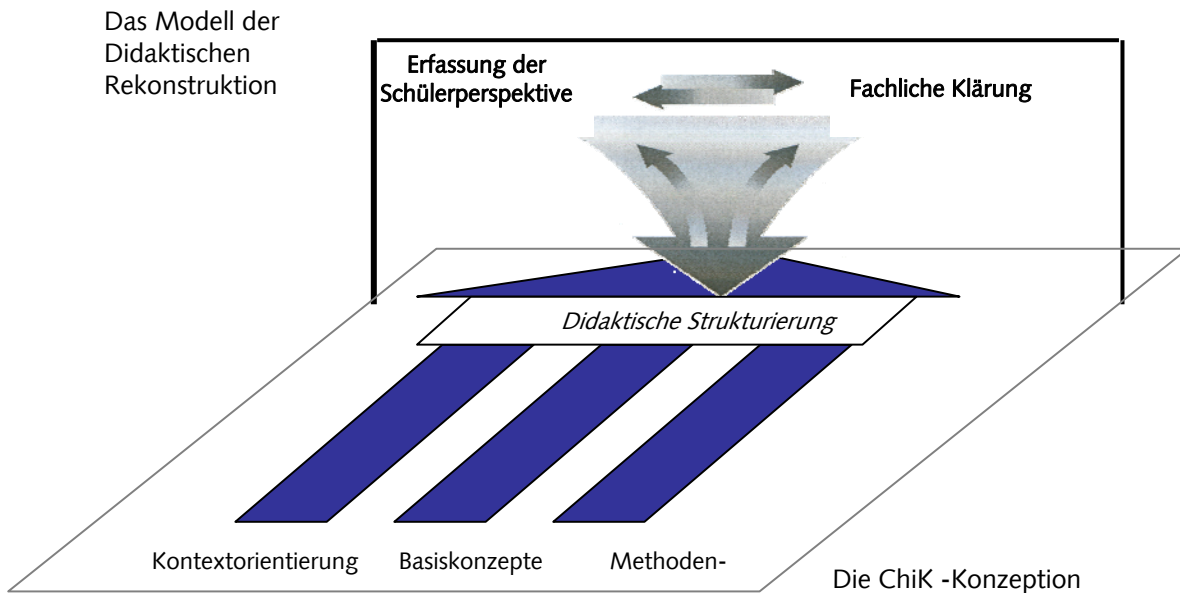 Das Modell der
Didaktischen
Rekonstruktion
Erfassung der
Schülerperspektive
Fachliche Klärung
Didaktische Strukturierung
Kontextorientierung
Basiskonzepte
Methoden-
Die ChiK -Konzeption